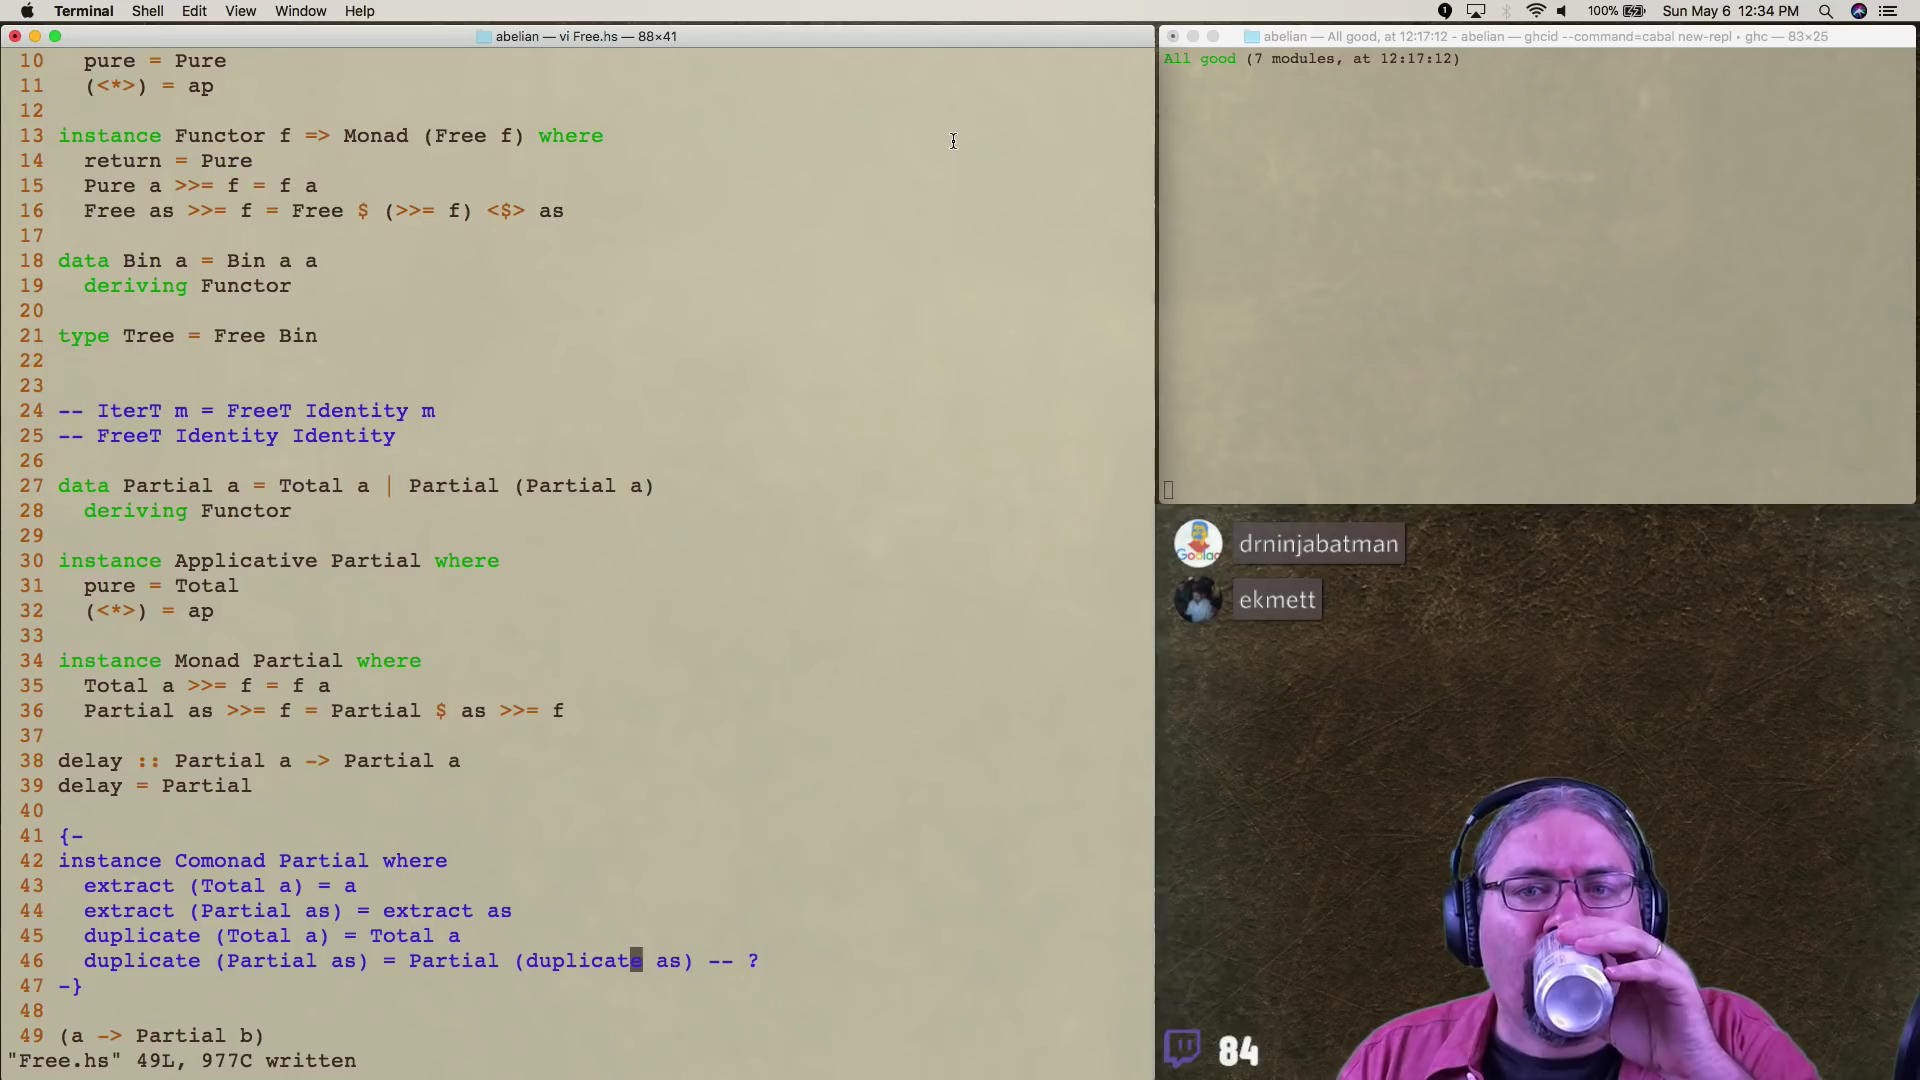 Terminal Shell Edit View Window Help
1 100% Sun May 6 12:34 PM
abelian — vi Free.hs — 88×41
10 pure = Pure
11 (<*>) = ap
12
13 instance Functor f => Monad (Free f) where
14 return = Pure
15 Pure a >>= f = f a
16 Free as >>= f = Free $ (>>= f) <$> as
17
18 data Bin a = Bin a a
19 deriving Functor
20
21 type Tree = Free Bin
22
23
24 -- IterT m = FreeT Identity m
25 -- FreeT Identity Identity
26
27 data Partial a = Total a | Partial (Partial a)
28 deriving Functor
29
30 instance Applicative Partial where
31 pure = Total
32 (<*>) = ap
33
34 instance Monad Partial where
35 Total a >>= f = f a
36 Partial as >>= f = Partial $ as >>= f
37
38 delay :: Partial a -> Partial a
39 delay = Partial
40
41 {-
42 instance Comonad Partial where
43 extract (Total a) = a
44 extract (Partial as) = extract as
45 duplicate (Total a) = Total a
46 duplicate (Partial as) = Partial (duplicate as) -- ?
47 -}
48
49 (a -> Partial b)
"Free.hs" 49L, 977C written
abelian — All good, at 12:17:12 - abelian — ghcid --command=cabal new-repl • ghc — 83×25
All good (7 modules, at 12:17:12)
drninjabatman
ekmett
84